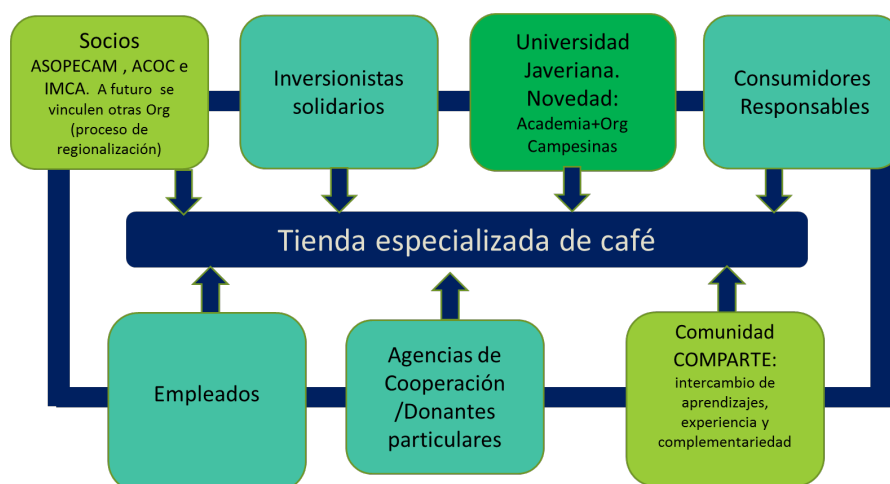 Socios
ASOPECAM , ACOC e
IMCA.  A futuro  se
vinculen otras Org
(proceso de
regionalización)
Inversionistas
solidarios
Universidad
Javeriana.
Novedad:
Academia+Org
Campesinas
Consumidores
Responsables
Tienda especializada de café
Empleados
Agencias de
Cooperación
/Donantes
particulares
Comunidad
COMPARTE:
intercambio de
aprendizajes,
experiencia y
complementariedad